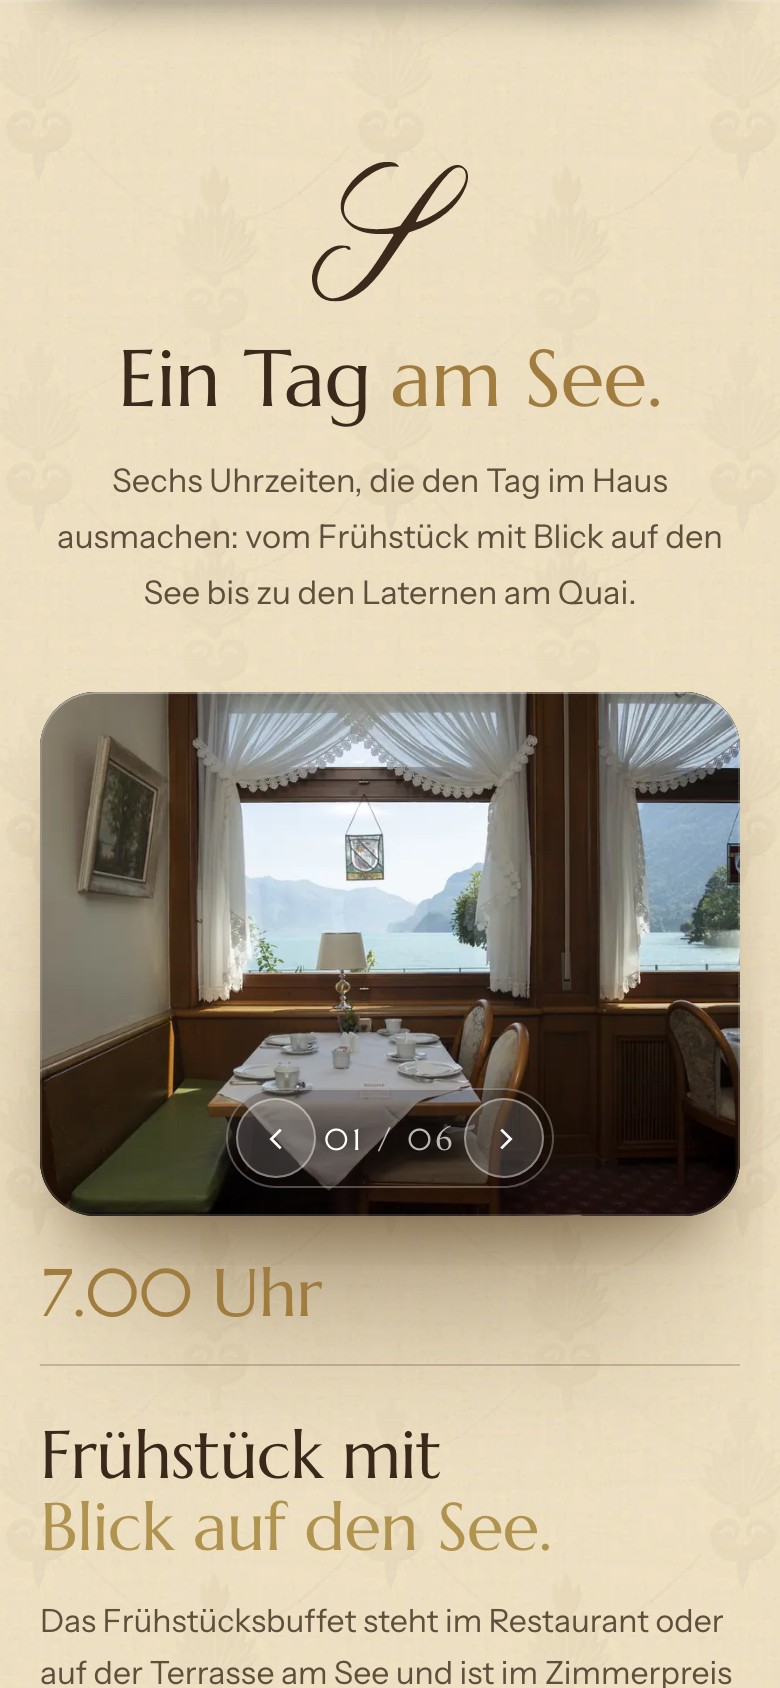 S
Ein Tag am See.
Sechs Uhrzeiten, die den Tag im Haus
ausmachen: vom Frühstück mit Blick auf den
See bis zu den Laternen am Quai.
01 / 06
7.00 Uhr
Frühstück mit
Blick auf den See.
Das Frühstücksbuffet steht im Restaurant oder
auf der Terrasse am See und ist im Zimmerpreis